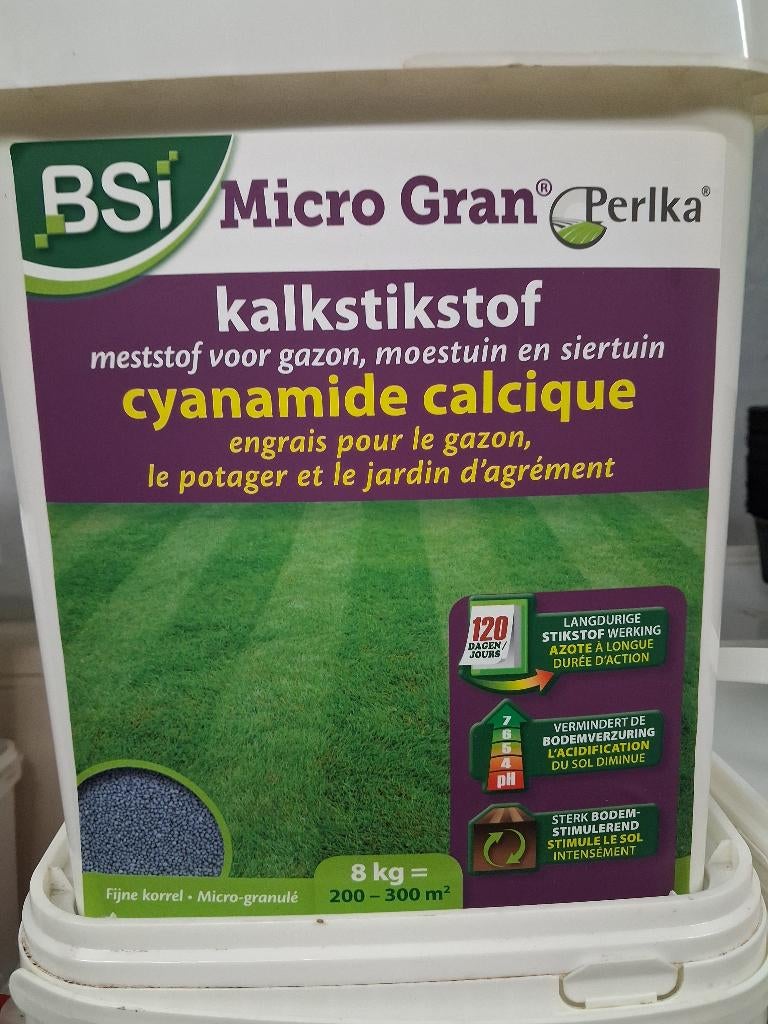 BSi
Micro Gran® Perlka®
kalkstikstof
meststof voor gazon, moestuin en siertuin
cyanamide calcique
engrais pour le gazon,
le potager et le jardin d'agrément
120
DAGEN/
JOURS
LANGDURIGE
STIKSTOF WERKING
AZOTE À LONGUE
DURÉE D'ACTION
7
6
5
4
pH
VERMINDERT DE
BODEMVERZURING
L'ACIDIFICATION
DU SOL DIMINUE
STERK BODEM-
STIMULEREND
STIMULE LE SOL
INTENSÉMENT
Fijne korrel • Micro-granulé
8 kg =
200 – 300 m²